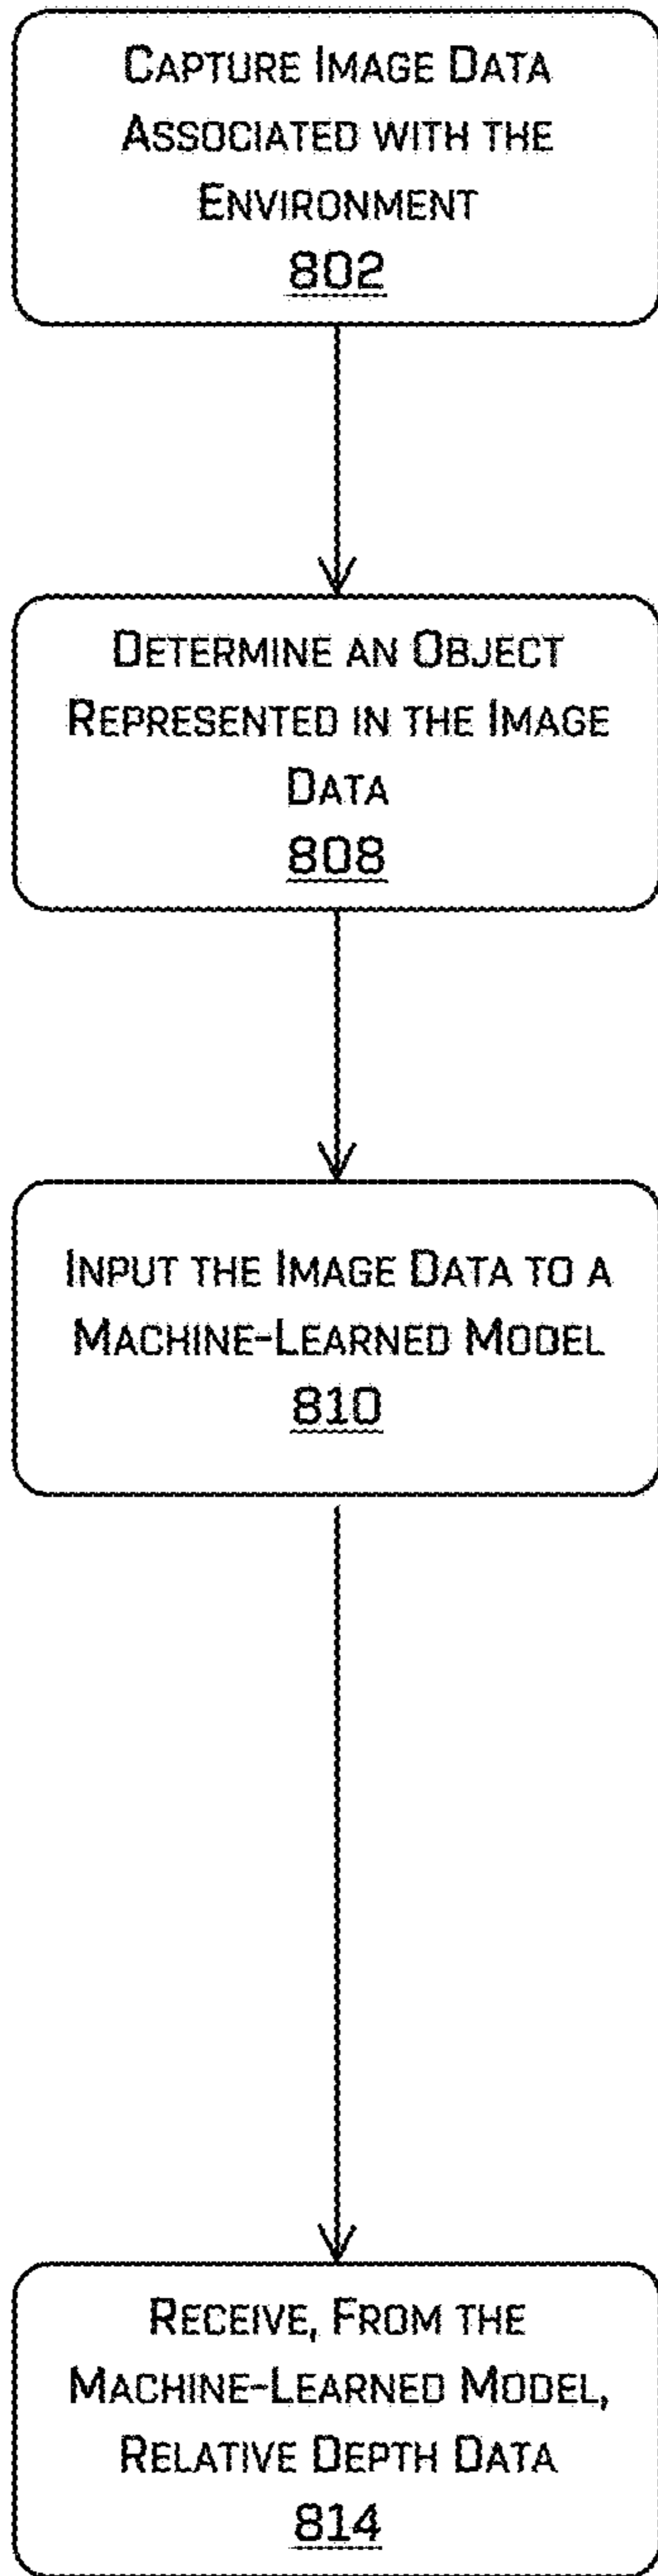 CAPTURE IMAGE DATA
ASSOCIATED WITH THE
ENVIRONMENT
802
DETERMINE AN OBJECT
REPRESENTED IN THE IMAGE
DATA
808
INPUT THE IMAGE DATA TO A
MACHINE-LEARNED MODEL
810
RECEIVE, FROM THE
MACHINE-LEARNED MODEL,
RELATIVE DEPTH DATA
814